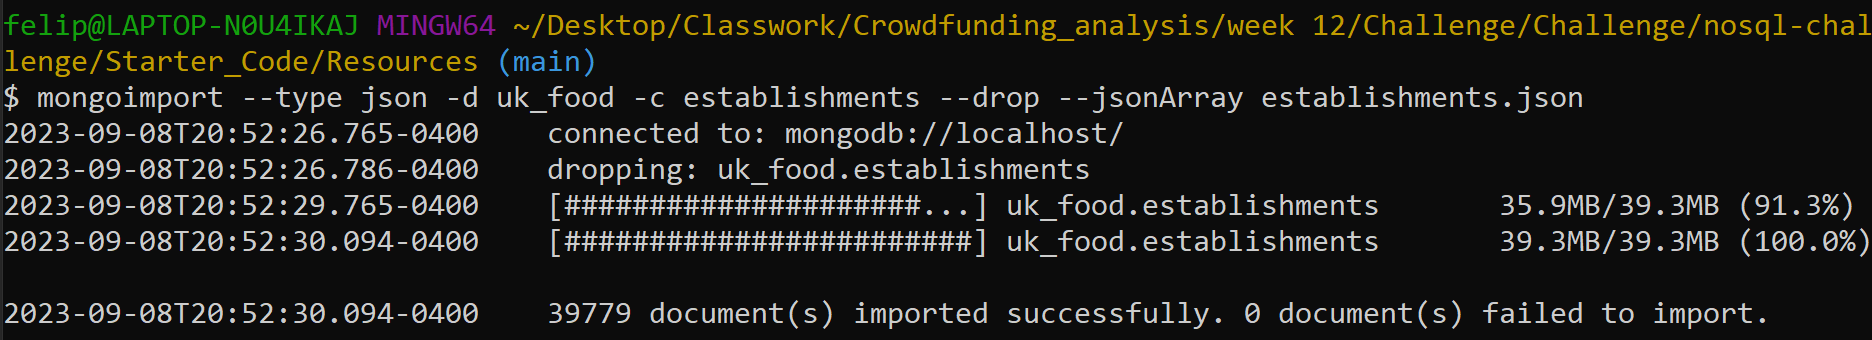 felip@LAPTOP-N0U4IKAJ MINGW64 ~/Desktop/Classwork/Crowdfunding_analysis/week 12/Challenge/Challenge/nosql-chal
lenge/Starter_Code/Resources (main)
$ mongoimport --type json -d uk_food -c establishments --drop --jsonArray establishments.json
2023-09-08T20:52:26.765-0400    connected to: mongodb://localhost/
2023-09-08T20:52:26.786-0400    dropping: uk_food.establishments
2023-09-08T20:52:29.765-0400    [#####################...] uk_food.establishments       35.9MB/39.3MB (91.3%)
2023-09-08T20:52:30.094-0400    [########################] uk_food.establishments       39.3MB/39.3MB (100.0%)
2023-09-08T20:52:30.094-0400    39779 document(s) imported successfully. 0 document(s) failed to import.